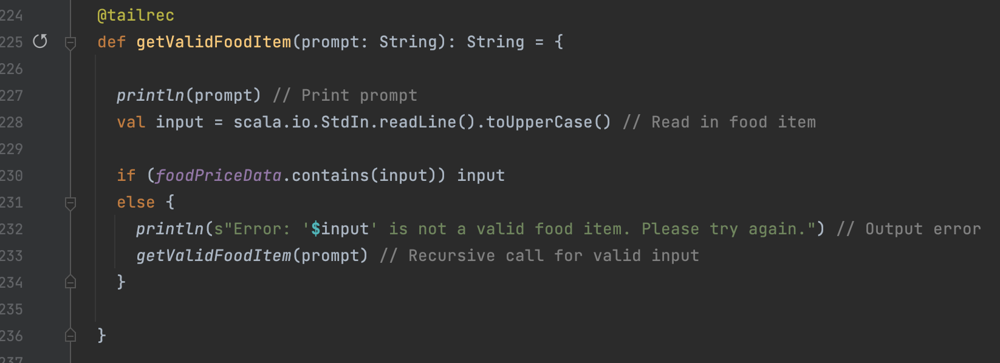 224 @tailrec
225 def getValidFoodItem(prompt: String): String = {
226
227 println(prompt) // Print prompt
228 val input = scala.io.StdIn.readLine().toUpperCase() // Read in food item
229
230 if (foodPriceData.contains(input)) input
231 else {
232 println(s"Error: '$input' is not a valid food item. Please try again.") // Output error
233 getValidFoodItem(prompt) // Recursive call for valid input
234 }
235
236 }
237